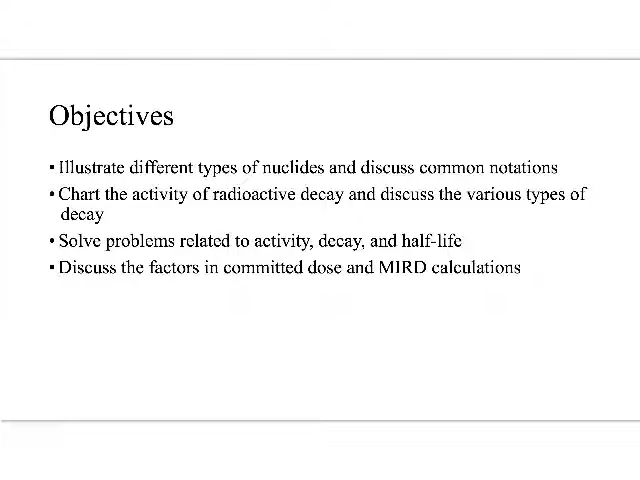 Objectives
▪ Illustrate different types of nuclides and discuss common notations
▪ Chart the activity of radioactive decay and discuss the various types of
decay
▪ Solve problems related to activity, decay, and half-life
▪ Discuss the factors in committed dose and MIRD calculations